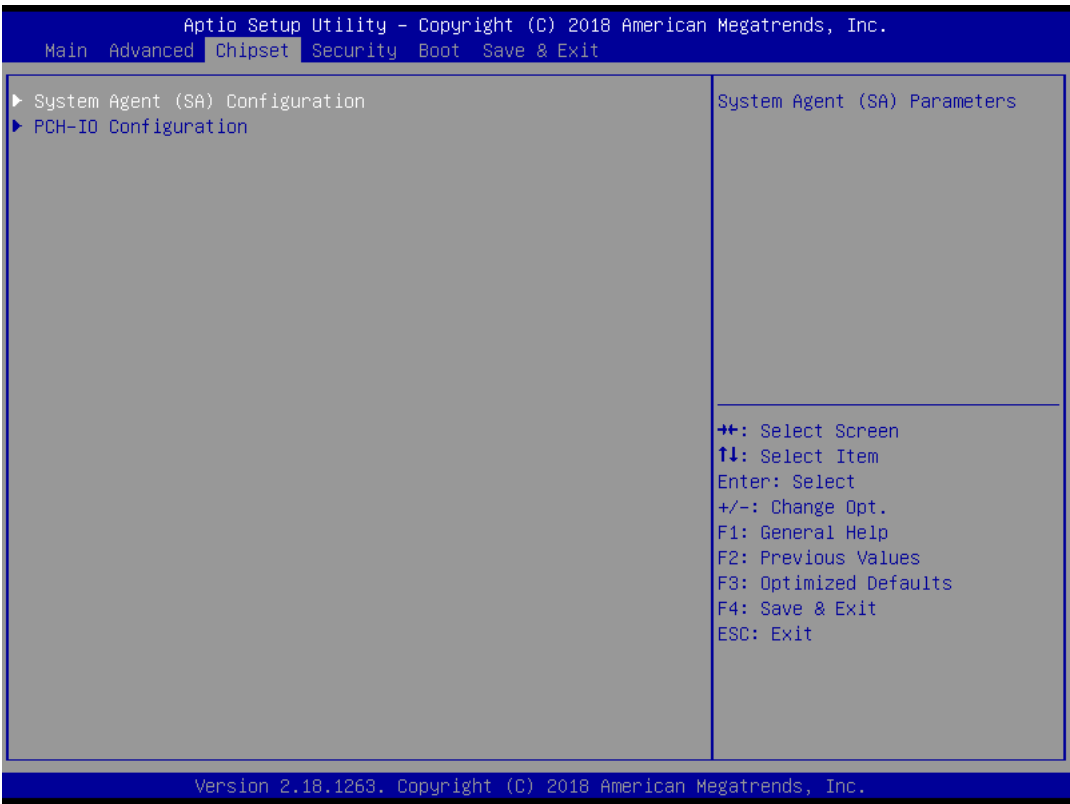 Aptio Setup Utility – Copyright (C) 2018 American Megatrends, Inc.
Main Advanced Chipset Security Boot Save & Exit
▶ System Agent (SA) Configuration
▶ PCH-IO Configuration
System Agent (SA) Parameters
→←: Select Screen
↑↓: Select Item
Enter: Select
+/-: Change Opt.
F1: General Help
F2: Previous Values
F3: Optimized Defaults
F4: Save & Exit
ESC: Exit
Version 2.18.1263. Copyright (C) 2018 American Megatrends, Inc.